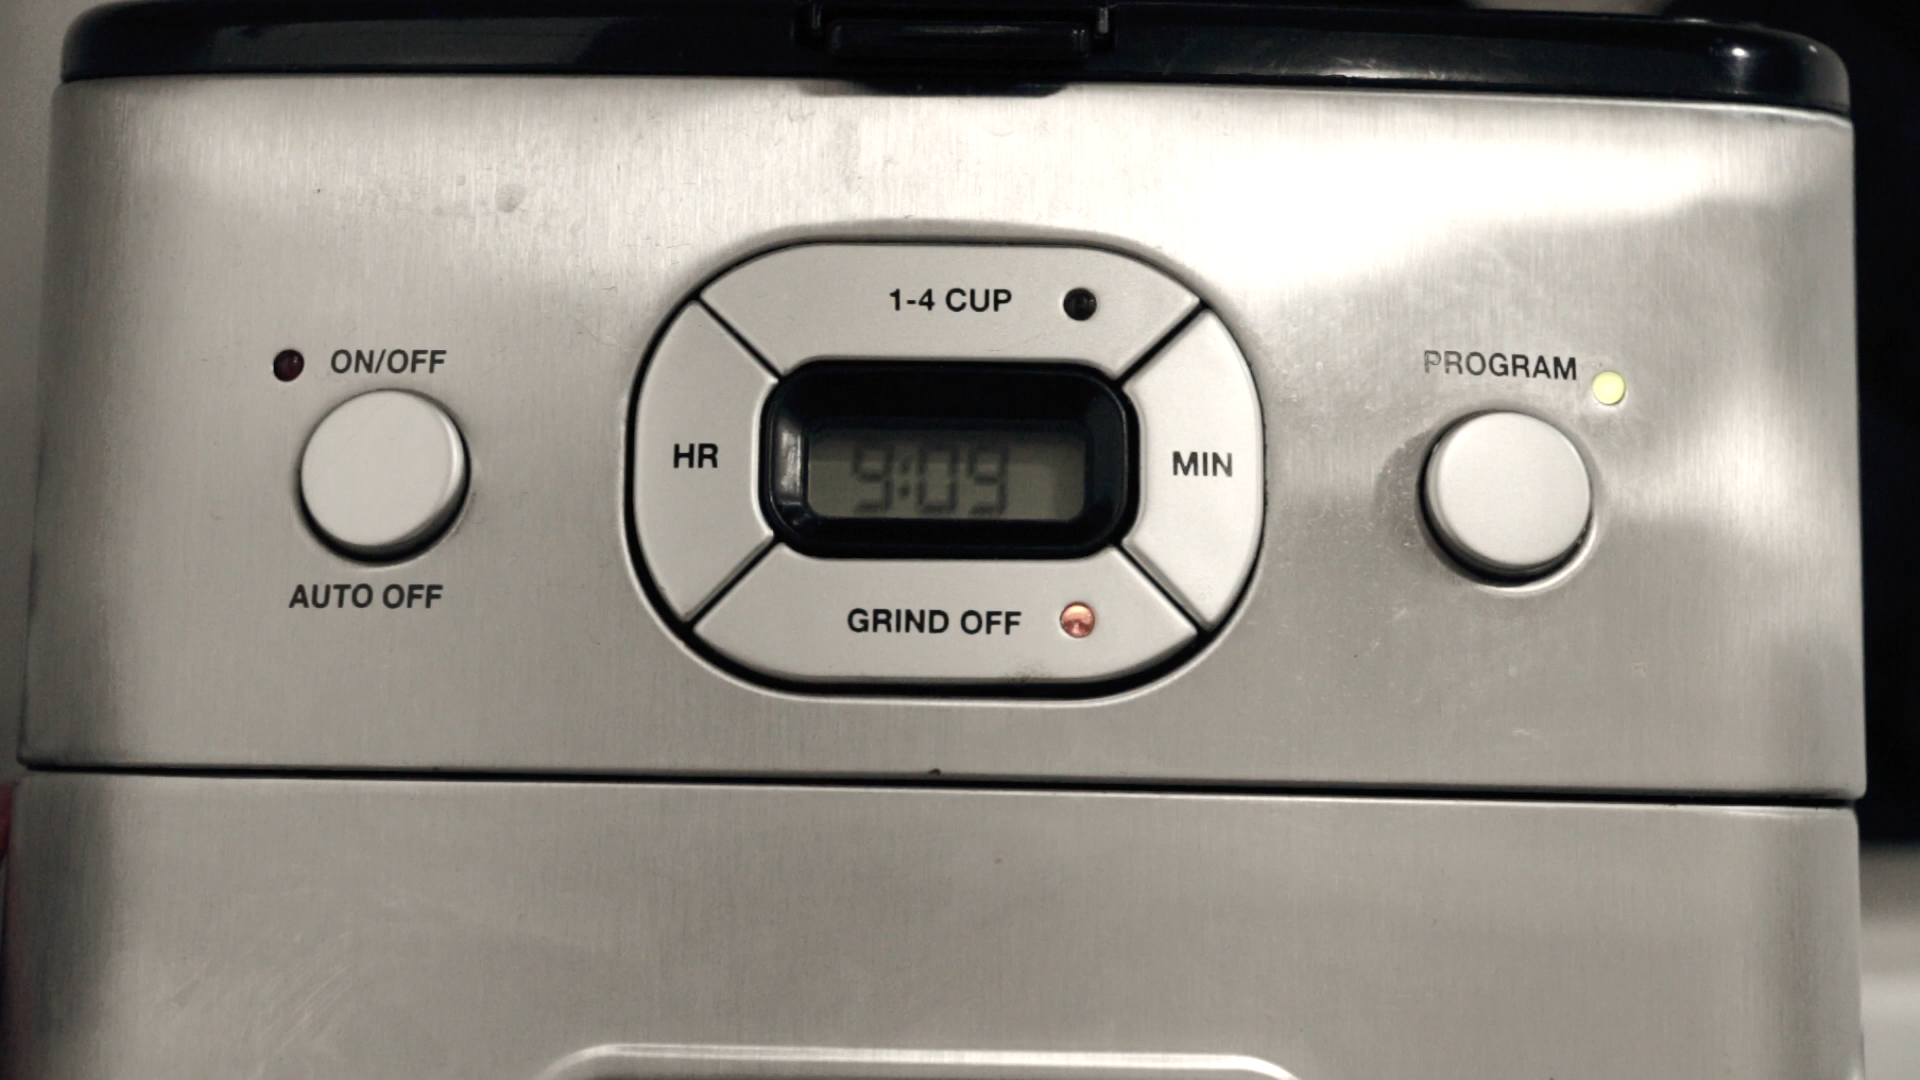 1-4 CUP
ON/OFF
PROGRAM
HR
9:09
MIN
AUTO OFF
GRIND OFF